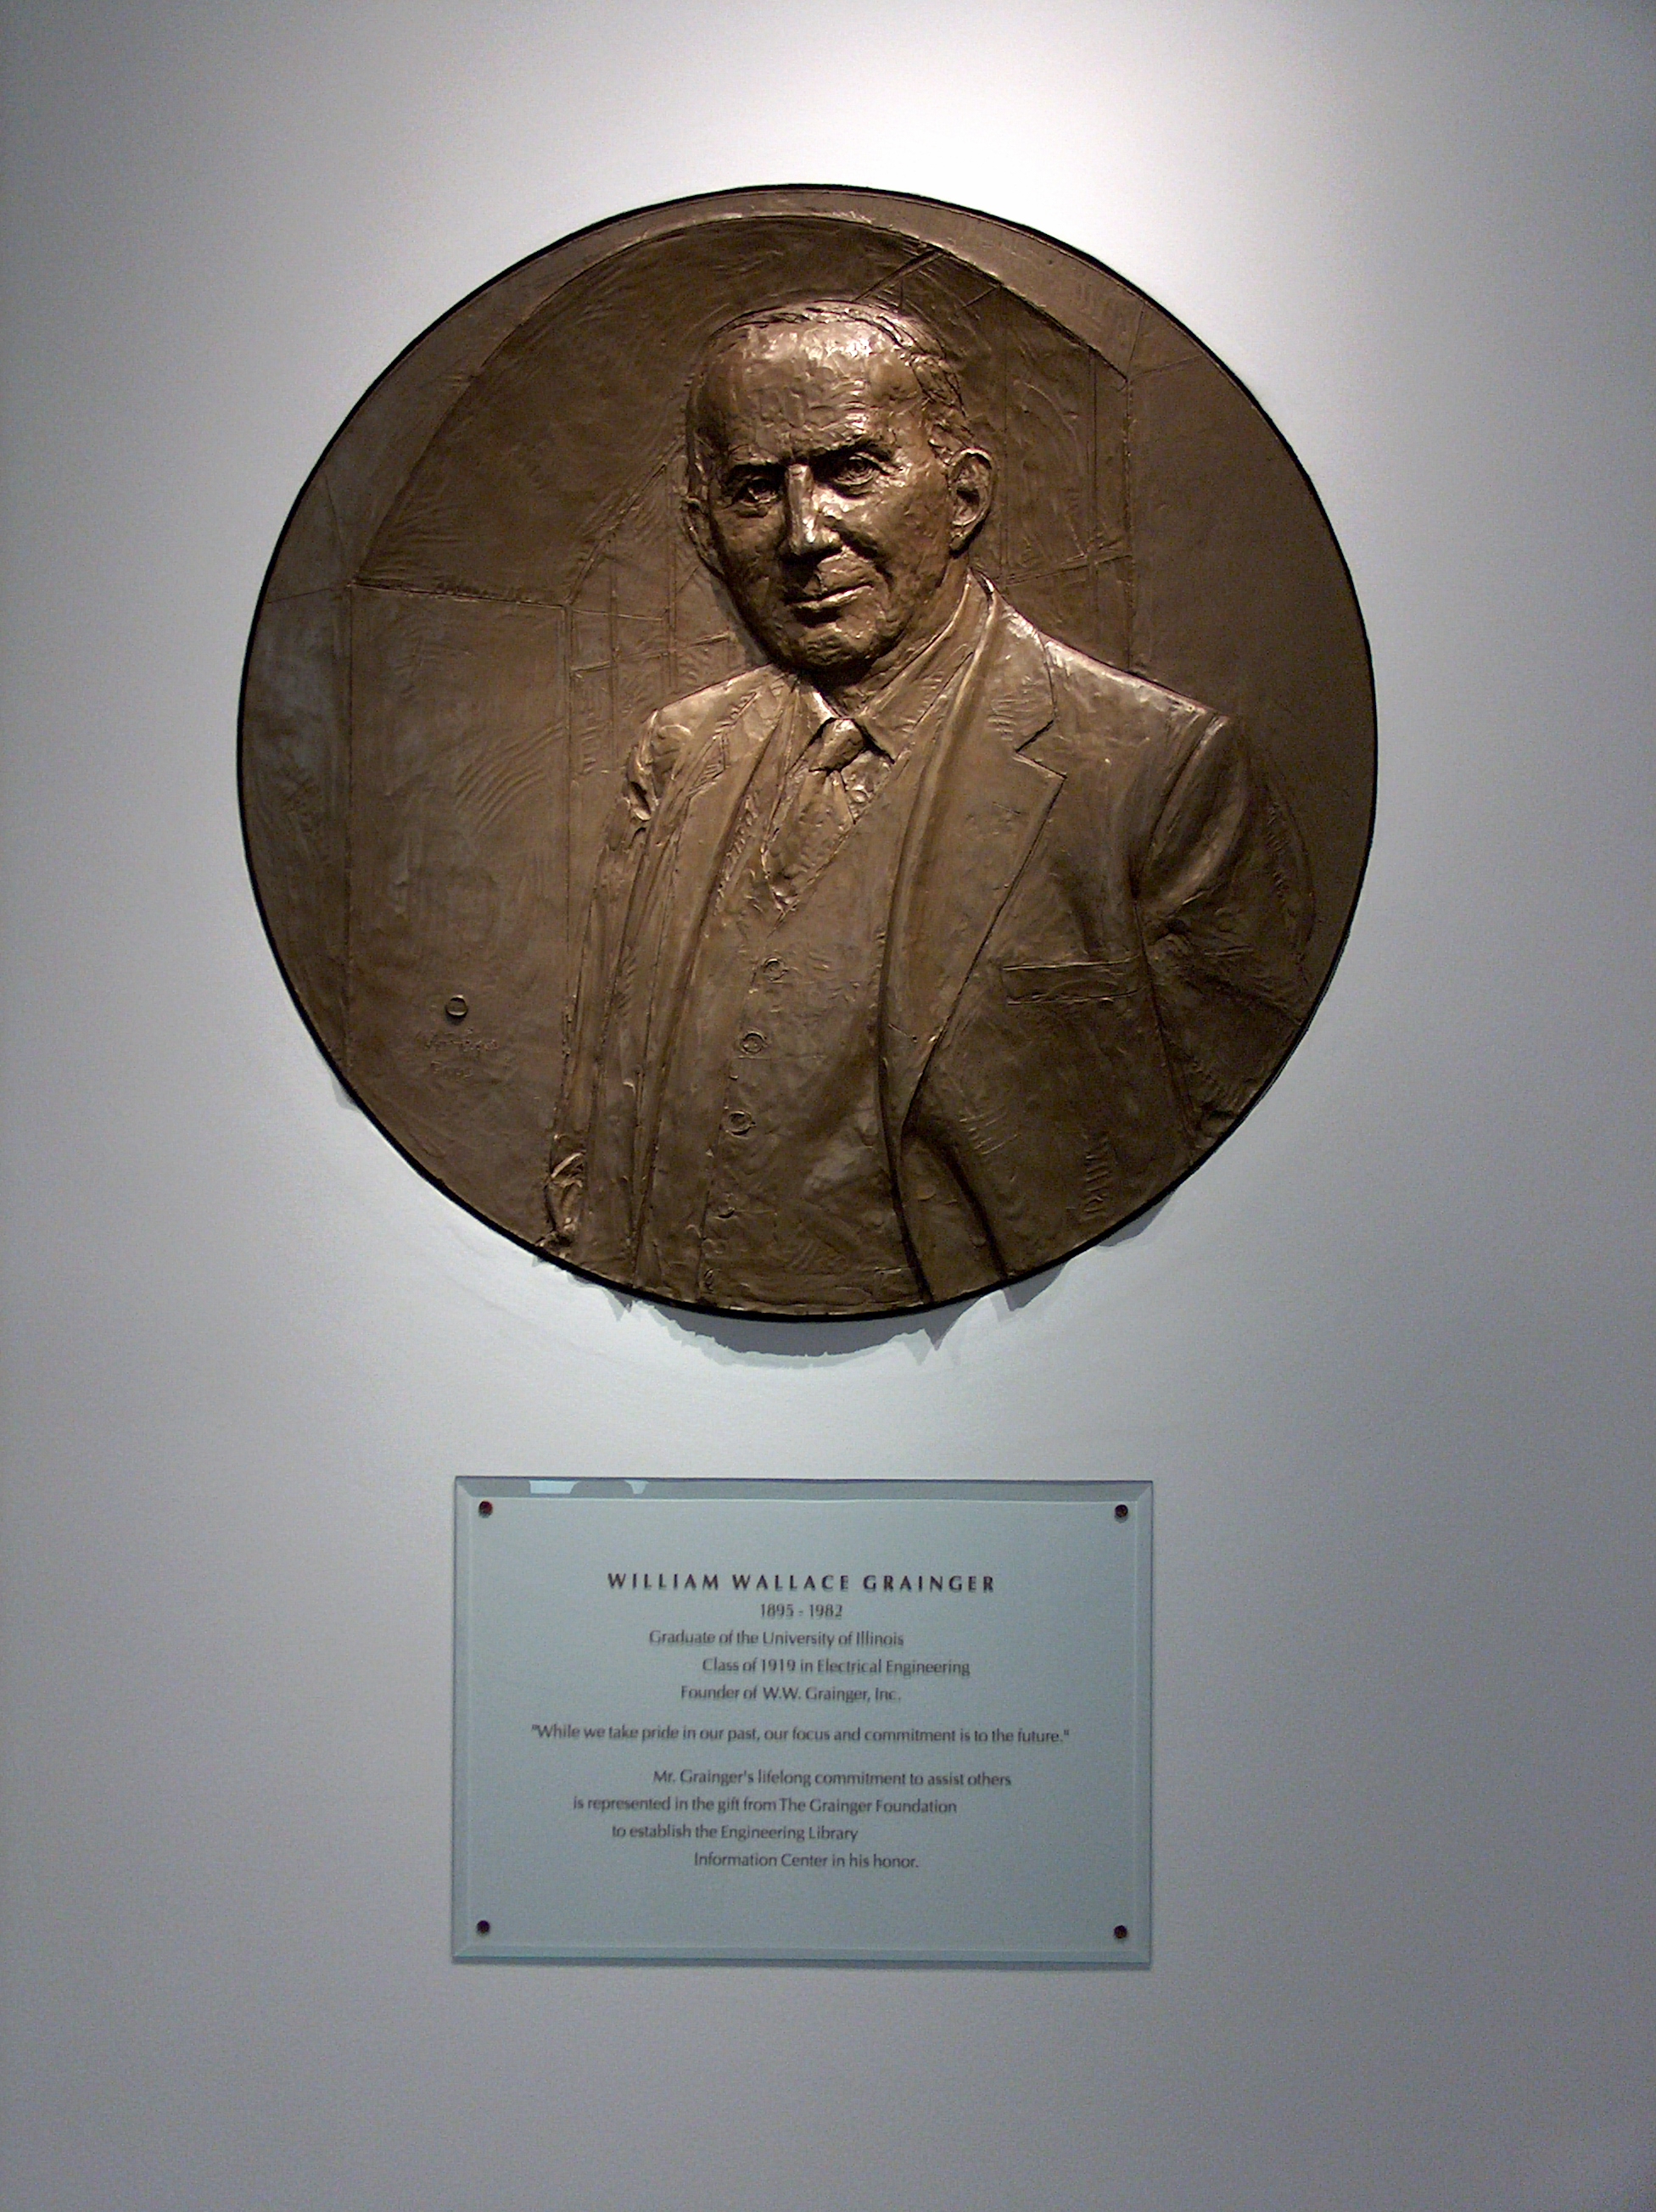 WILLIAM WALLACE GRAINGER
1895 - 1982
Graduate of the University of Illinois
Class of 1919 in Electrical Engineering
Founder of W.W. Grainger, Inc.
"While we take pride in our past, our focus and commitment is to the future."
Mr. Grainger's lifelong commitment to assist others
is represented in the gift from The Grainger Foundation
to establish the Engineering Library
Information Center in his honor.